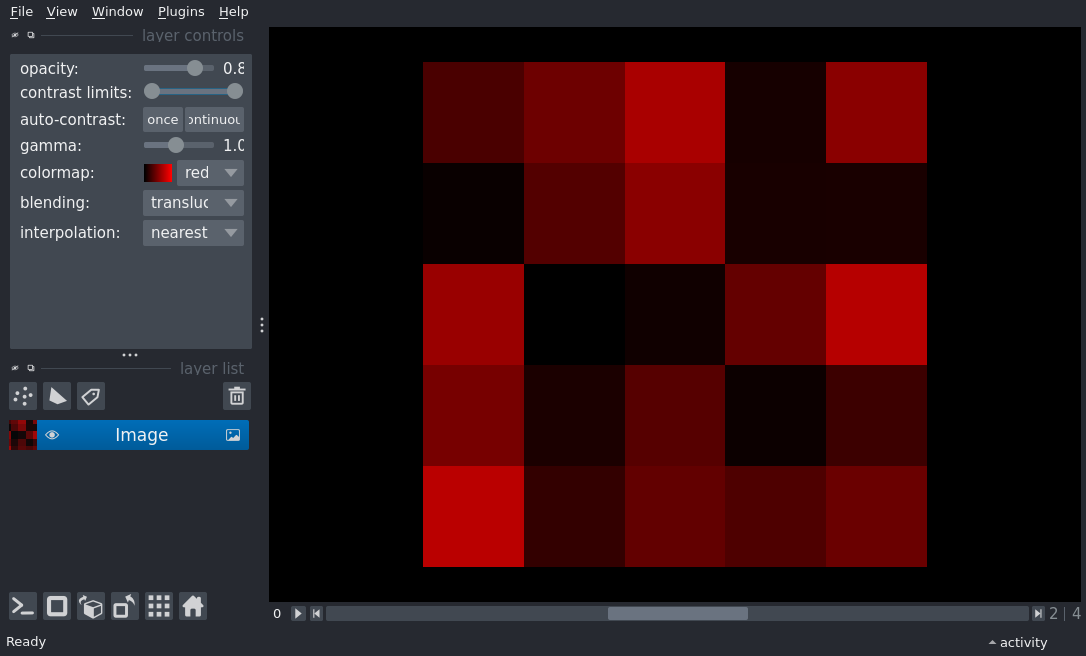 File View Window Plugins Help
layer controls
opacity: 0.8
contrast limits:
auto-contrast: once ontinuou
gamma: 1.0
colormap: red
blending: transluc
interpolation: nearest
layer list
Image
0 2 | 4
Ready activity